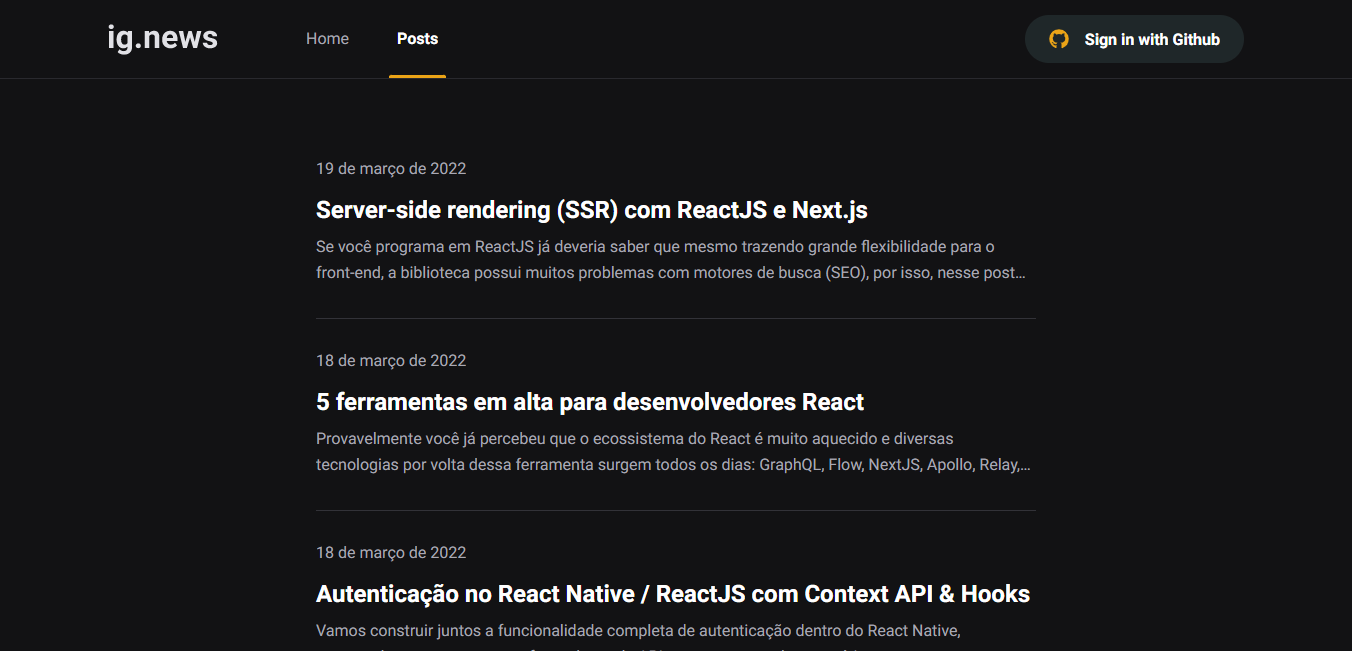 ig.news
Home
Posts
Sign in with Github
19 de março de 2022
Server-side rendering (SSR) com ReactJS e Next.js
Se você programa em ReactJS já deveria saber que mesmo trazendo grande flexibilidade para o
front-end, a biblioteca possui muitos problemas com motores de busca (SEO), por isso, nesse post…
18 de março de 2022
5 ferramentas em alta para desenvolvedores React
Provavelmente você já percebeu que o ecossistema do React é muito aquecido e diversas
tecnologias por volta dessa ferramenta surgem todos os dias: GraphQL, Flow, NextJS, Apollo, Relay,…
18 de março de 2022
Autenticação no React Native / ReactJS com Context API & Hooks
Vamos construir juntos a funcionalidade completa de autenticação dentro do React Native,